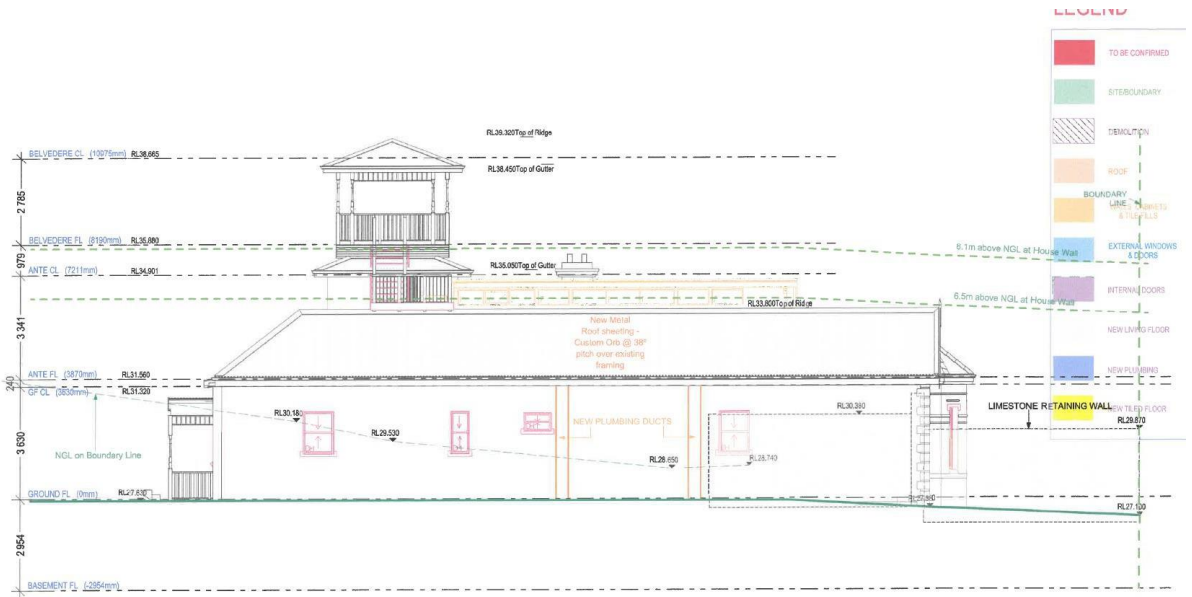 LEGEND
TO BE CONFIRMED
SITE/BOUNDARY
DEMOLITION
ROOF
BOUNDARY
LINE
& TILE FILLS
EXTERNAL WINDOWS
& DOORS
INTERNAL DOORS
NEW LIVING FLOOR
NEW PLUMBING
NEW TILED FLOOR
RL39.320Top of Ridge
BELVEDERE CL (10975mm) RL38.665
RL38.450Top of Gutter
2 785
BELVEDERE FL (8190mm) RL35.880
6.1m above NGL at House Wall
979
ANTE CL (7211mm) RL34.901
RL35.050Top of Gutter
6.5m above NGL at House Wall
RL33.800Top of Ridge
3 341
New Metal
Roof sheeting -
Custom Orb @ 38°
pitch over existing
framing
ANTE FL (3870mm) RL31.560
240
GF CL (3630mm) RL31.320
RL30.180
RL30.390
LIMESTONE RETAINING WALL
NEW PLUMBING DUCTS
RL29.870
RL29.530
3 630
NGL on Boundary Line
RL28.650
RL28.740
GROUND FL (0mm) RL27.630
RL27.100
2954
BASEMENT FL (-2954mm)